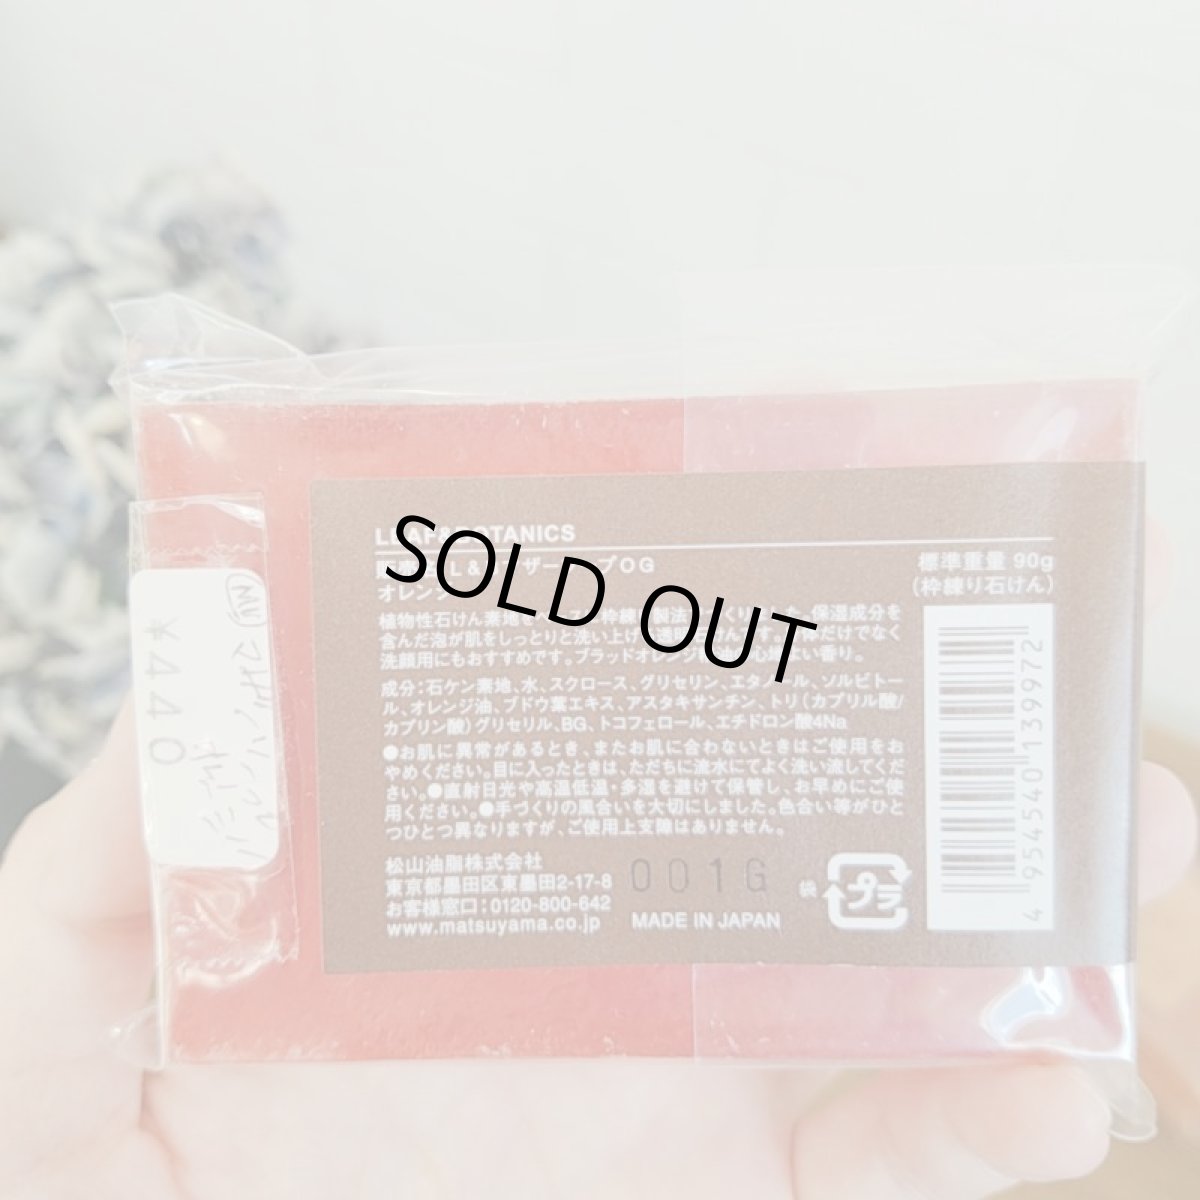 LEAF&BOTANICS
標準重量 90g
(枠練り石けん)
オレンジ
植物性石けん素地を 保湿成分を
含んだ泡が肌をしっとりと洗い上げ だけでなく
洗顔用にもおすすめです。ブラッドオレンジ い香り。
成分:石ケン素地、水、スクロース、グリセリン、エタノール、ソルビトー
ル、オレンジ油、ブドウ葉エキス、アスタキサンチン、トリ(カプリル酸/
カプリン酸)グリセリル、BG、トコフェロール、エチドロン酸4Na
●お肌に異常があるとき、またお肌に合わないときはご使用をお
やめください。目に入ったときは、ただちに流水にてよく洗い流してくだ
さい。●直射日光や高温低温・多湿を避けて保管し、お早めにご使
用ください。●手づくりの風合いを大切にしました。色合い等がひと
つひとつ異なりますが、ご使用上支障はありません。
松山油脂株式会社
東京都墨田区東墨田2-17-8
お客様窓口:0120-800-642
www.matsuyama.co.jp
001G
MADE IN JAPAN
袋
プラ
4 954540 139972
¥440
SOLD OUT